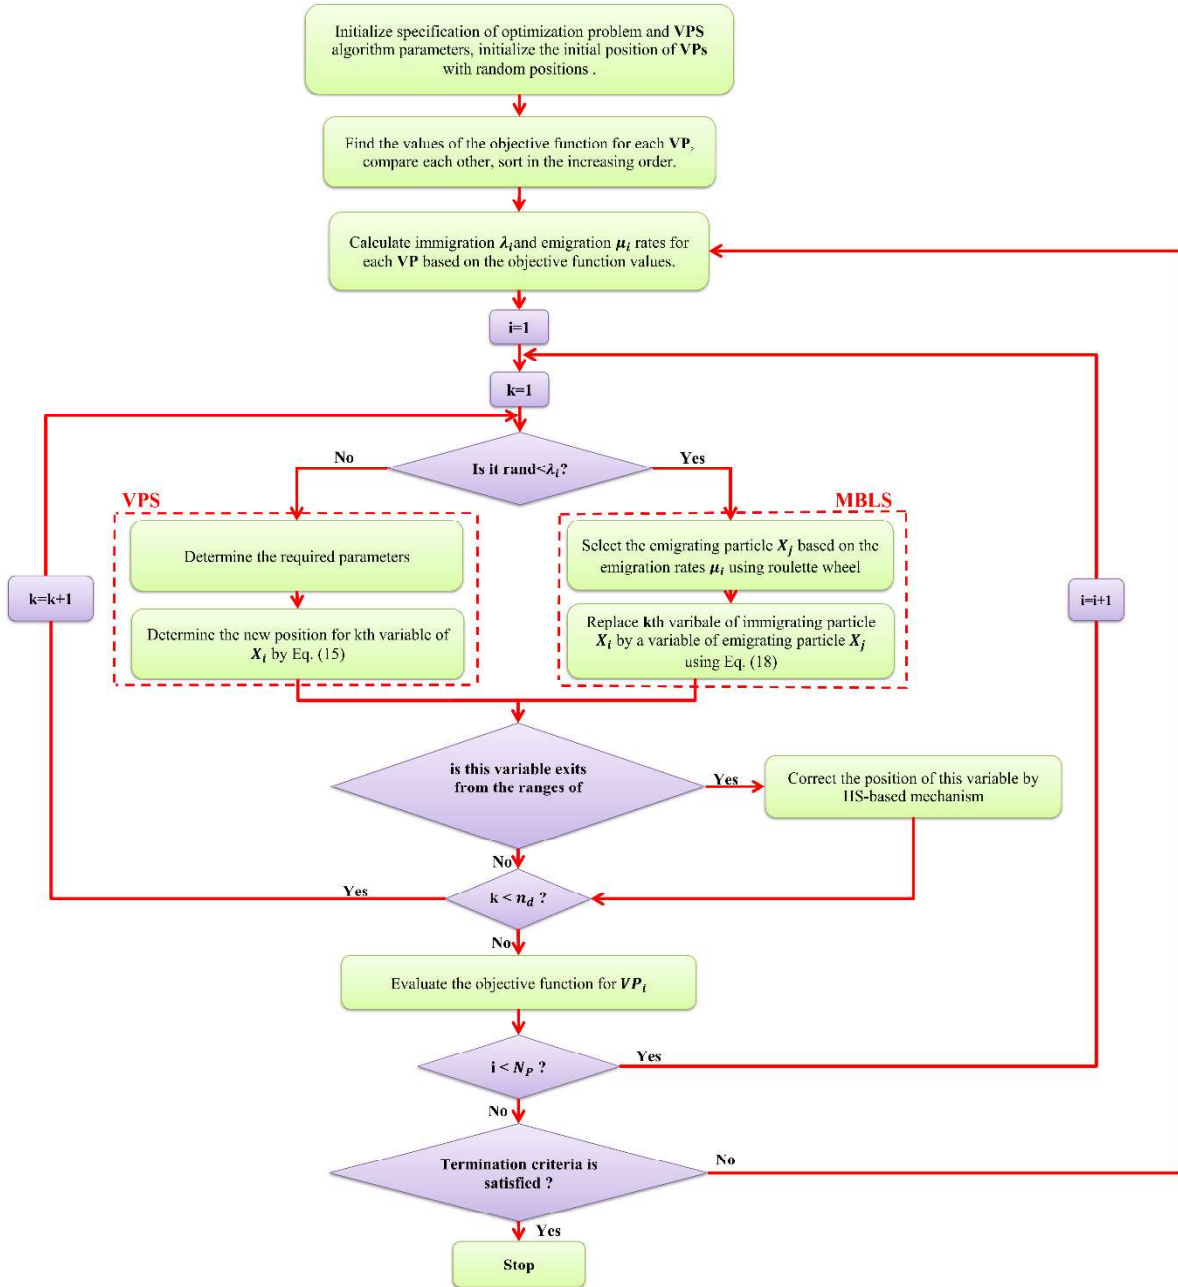 Initialize specification of optimization problem and VPS
algorithm parameters, initialize the initial position of VPs
with random positions .
Find the values of the objective function for each VP,
compare each other, sort in the increasing order.
Calculate immigration λᵢand emigration μᵢ rates for
each VP based on the objective function values.
i=1
k=1
Is it rand<λᵢ?
No
Yes
VPS
MBLS
Determine the required parameters
Determine the new position for kth variable of
Xᵢ by Eq. (15)
Select the emigrating particle Xⱼ based on the
emigration rates μᵢ using roulette wheel
Replace kth varibale of immigrating particle
Xᵢ by a variable of emigrating particle Xⱼ
using Eq. (18)
k=k+1
i=i+1
is this variable exits
from the ranges of
Yes
Correct the position of this variable by
HS-based mechanism
No
k < n_d ?
Yes
No
Evaluate the objective function for VPᵢ
i < N_P ?
Yes
No
Termination criteria is
satisfied ?
No
Yes
Stop